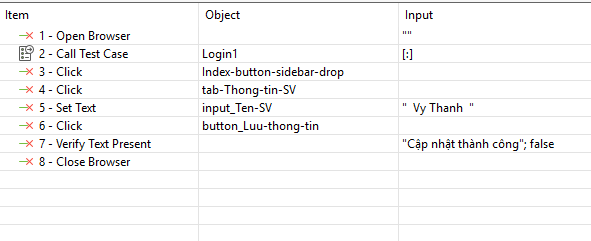 Item Object Input
1 - Open Browser ""
2 - Call Test Case Login1 [:]
3 - Click Index-button-sidebar-drop
4 - Click tab-Thong-tin-SV
5 - Set Text input_Ten-SV "  Vy Thanh  "
6 - Click button_Luu-thong-tin
7 - Verify Text Present "Cập nhật thành công"; false
8 - Close Browser